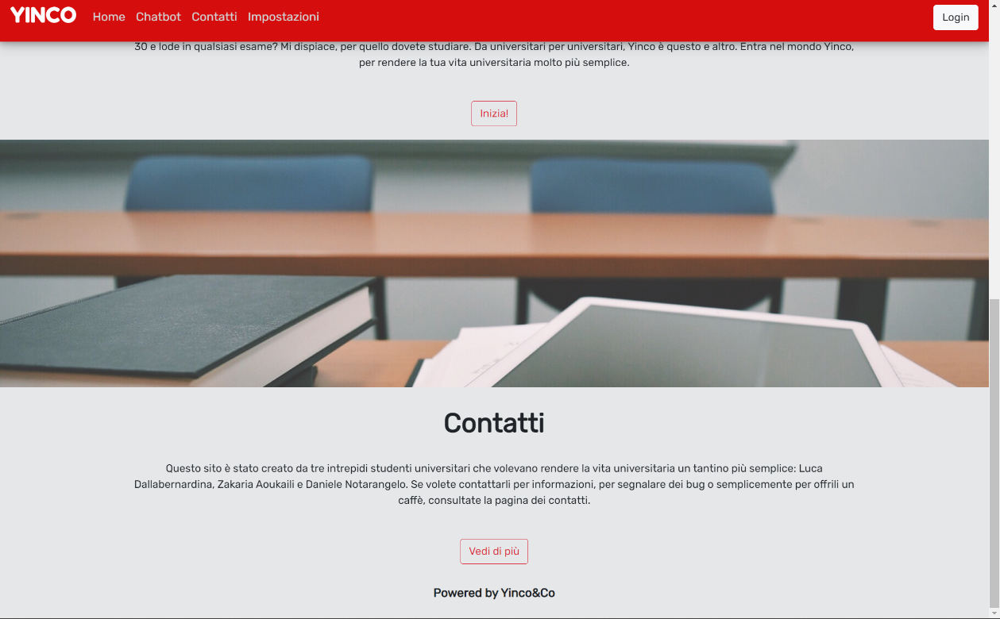 YINCO Home Chatbot Contatti Impostazioni Login
30 e lode in qualsiasi esame? Mi dispiace, per quello dovete studiare. Da universitari per universitari, Yinco è questo e altro. Entra nel mondo Yinco,
per rendere la tua vita universitaria molto più semplice.
Inizia!
Contatti
Questo sito è stato creato da tre intrepidi studenti universitari che volevano rendere la vita universitaria un tantino più semplice: Luca
Dallabernardina, Zakaria Aoukaili e Daniele Notarangelo. Se volete contattarli per informazioni, per segnalare dei bug o semplicemente per offrili un
caffè, consultate la pagina dei contatti.
Vedi di più
Powered by Yinco&Co